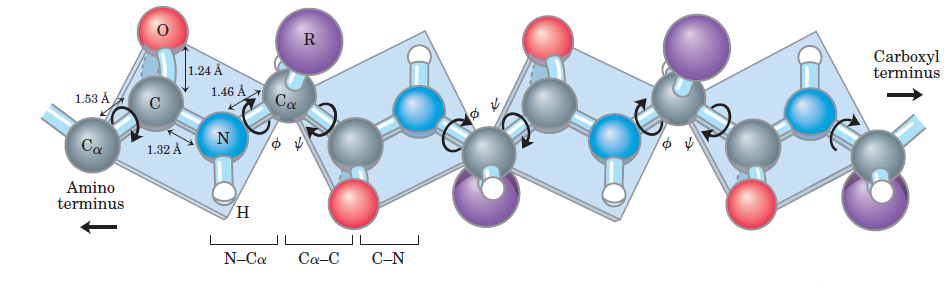 O
R
1.24 Å
1.53 Å
C
1.46 Å
Cα
Carboxyl
terminus
ϕ ψ
Cα
1.32 Å
N
ϕ ψ
ϕ ψ
Amino
terminus
H
N–Cα
Cα–C
C–N